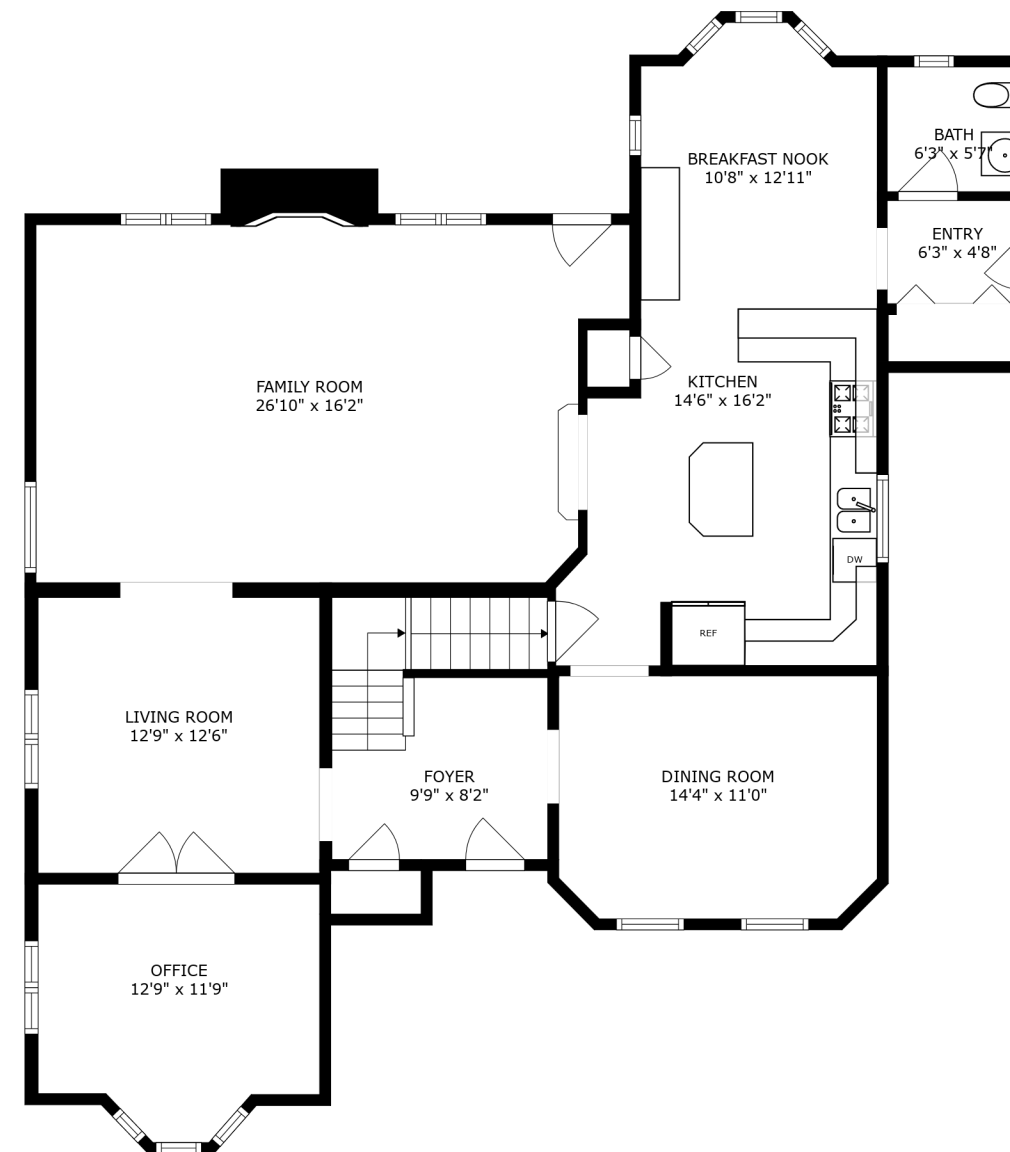 BATH
6'3" x 5'7"
BREAKFAST NOOK
10'8" x 12'11"
ENTRY
6'3" x 4'8"
FAMILY ROOM
26'10" x 16'2"
KITCHEN
14'6" x 16'2"
DW
REF
LIVING ROOM
12'9" x 12'6"
FOYER
9'9" x 8'2"
DINING ROOM
14'4" x 11'0"
OFFICE
12'9" x 11'9"